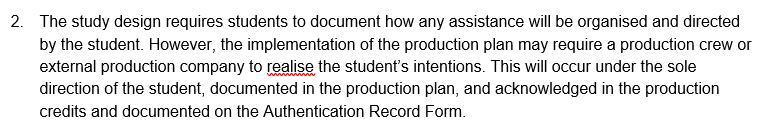 2. The study design requires students to document how any assistance will be organised and directed
by the student. However, the implementation of the production plan may require a production crew or
external production company to realise the student's intentions. This will occur under the sole
direction of the student, documented in the production plan, and acknowledged in the production
credits and documented on the Authentication Record Form.